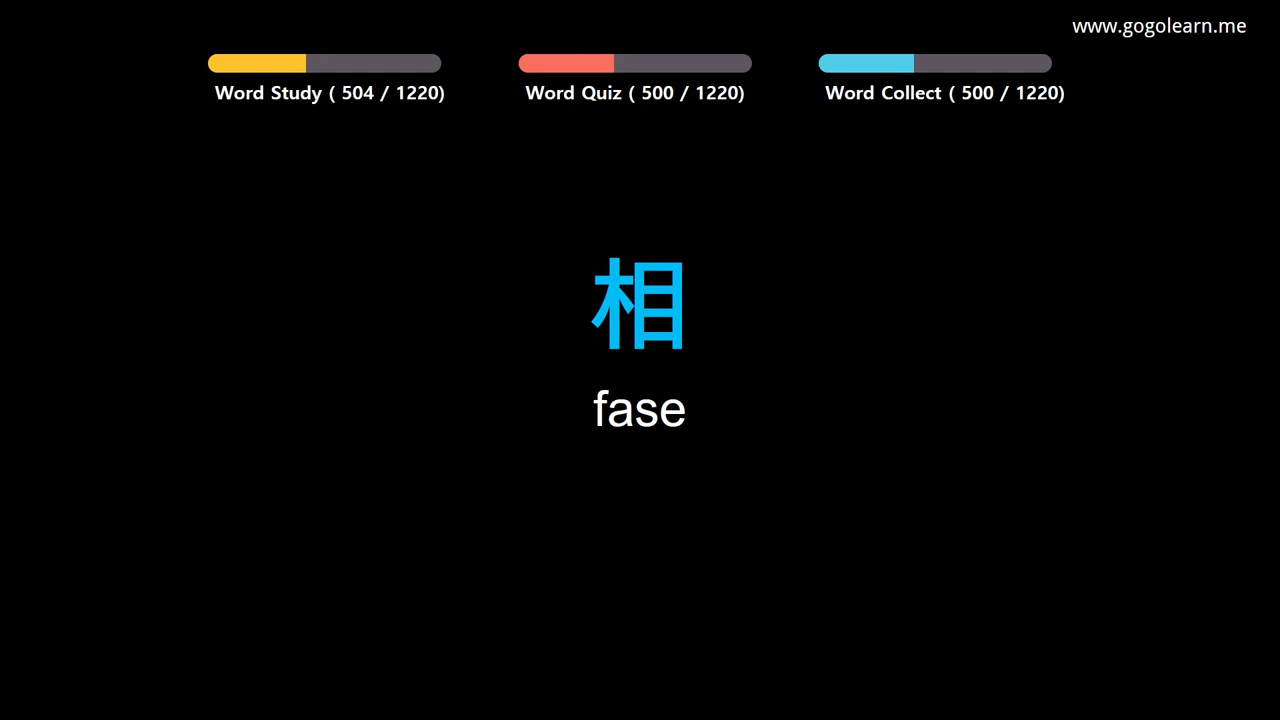 www.gogolearn.me
Word Study ( 504 / 1220)
Word Quiz ( 500 / 1220)
Word Collect ( 500 / 1220)
相
fase